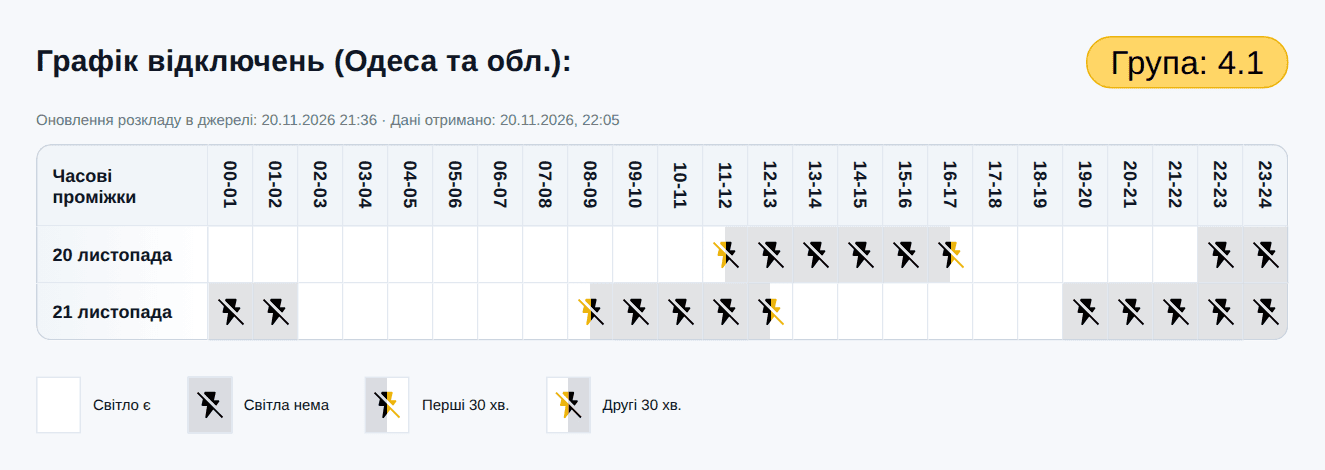 Графік відключень (Одеса та обл.):
Група: 4.1
Оновлення розкладу в джерелі: 20.11.2026 21:36 · Дані отримано: 20.11.2026, 22:05
Часові
проміжки
00-01
01-02
02-03
03-04
04-05
05-06
06-07
07-08
08-09
09-10
10-11
11-12
12-13
13-14
14-15
15-16
16-17
17-18
18-19
19-20
20-21
21-22
22-23
23-24
20 листопада
21 листопада
Світло є
Світла нема
Перші 30 хв.
Другі 30 хв.